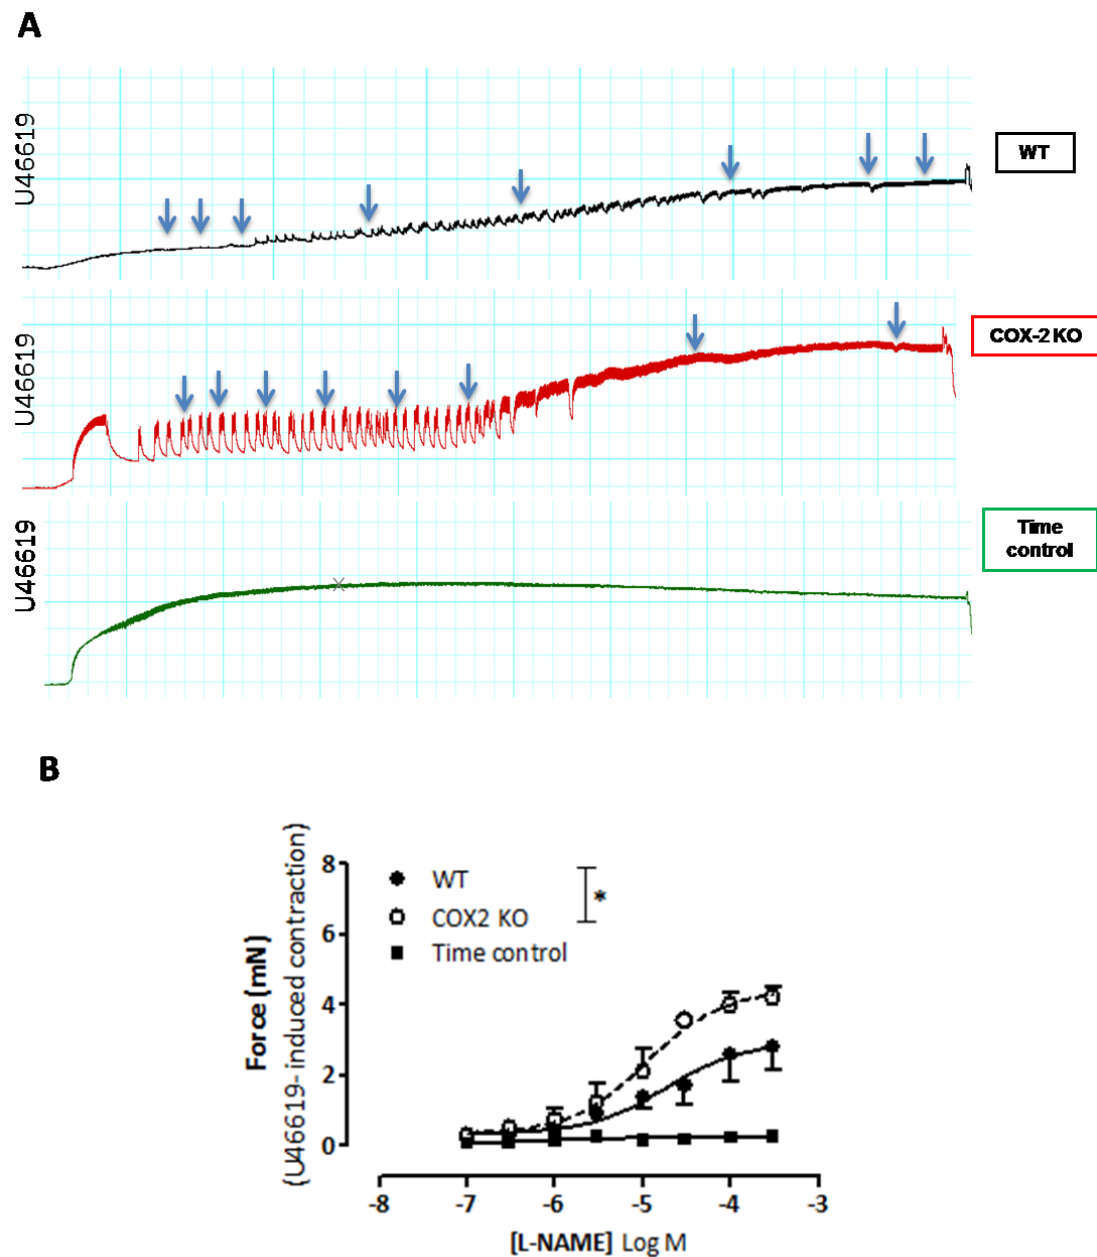 A
U46619
WT
U46619
COX-2 KO
U46619
Time
control
B
Force (mN)
(U46619- induced contraction)
8
6
4
2
0
WT
COX2 KO
Time control
*
-8
-7
-6
-5
-4
-3
[L-NAME] Log M